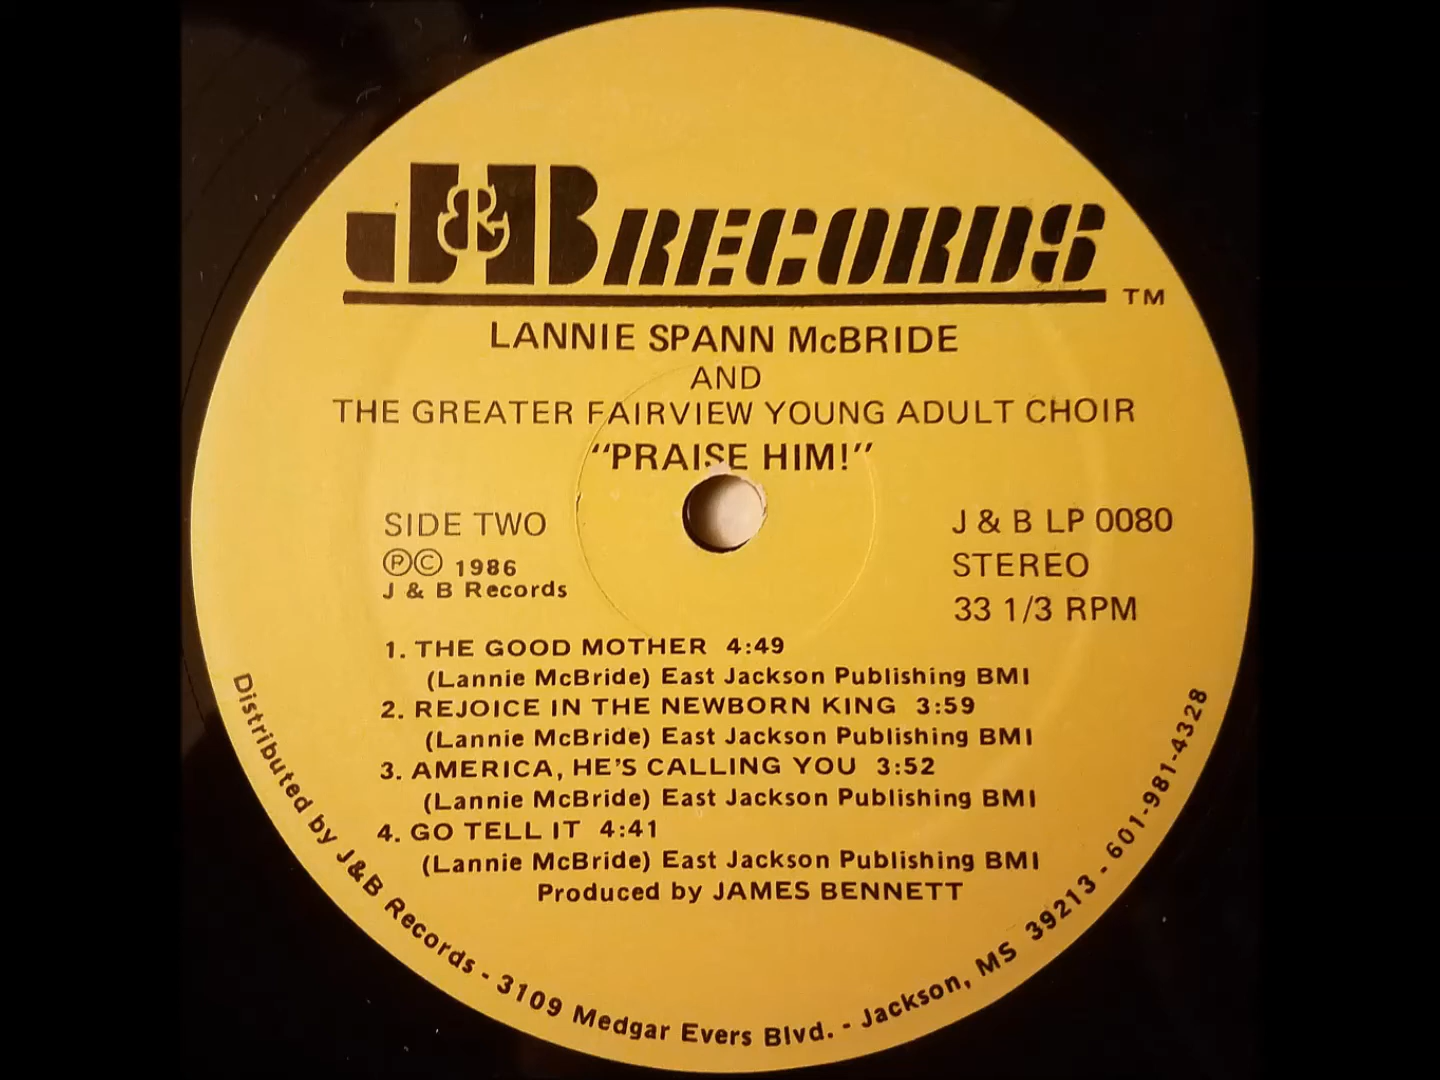 J&B RECORDS TM
LANNIE SPANN McBRIDE
AND
THE GREATER FAIRVIEW YOUNG ADULT CHOIR
"PRAISE HIM!"
SIDE TWO
ⓅⒸ 1986
J & B Records
J & B LP 0080
STEREO
33 1/3 RPM
1. THE GOOD MOTHER 4:49
(Lannie McBride) East Jackson Publishing BMI
2. REJOICE IN THE NEWBORN KING 3:59
(Lannie McBride) East Jackson Publishing BMI
3. AMERICA, HE'S CALLING YOU 3:52
(Lannie McBride) East Jackson Publishing BMI
4. GO TELL IT 4:41
(Lannie McBride) East Jackson Publishing BMI
Produced by JAMES BENNETT
Distributed by J&B Records - 3109 Medgar Evers Blvd. - Jackson, MS 39213 - 601-981-4328